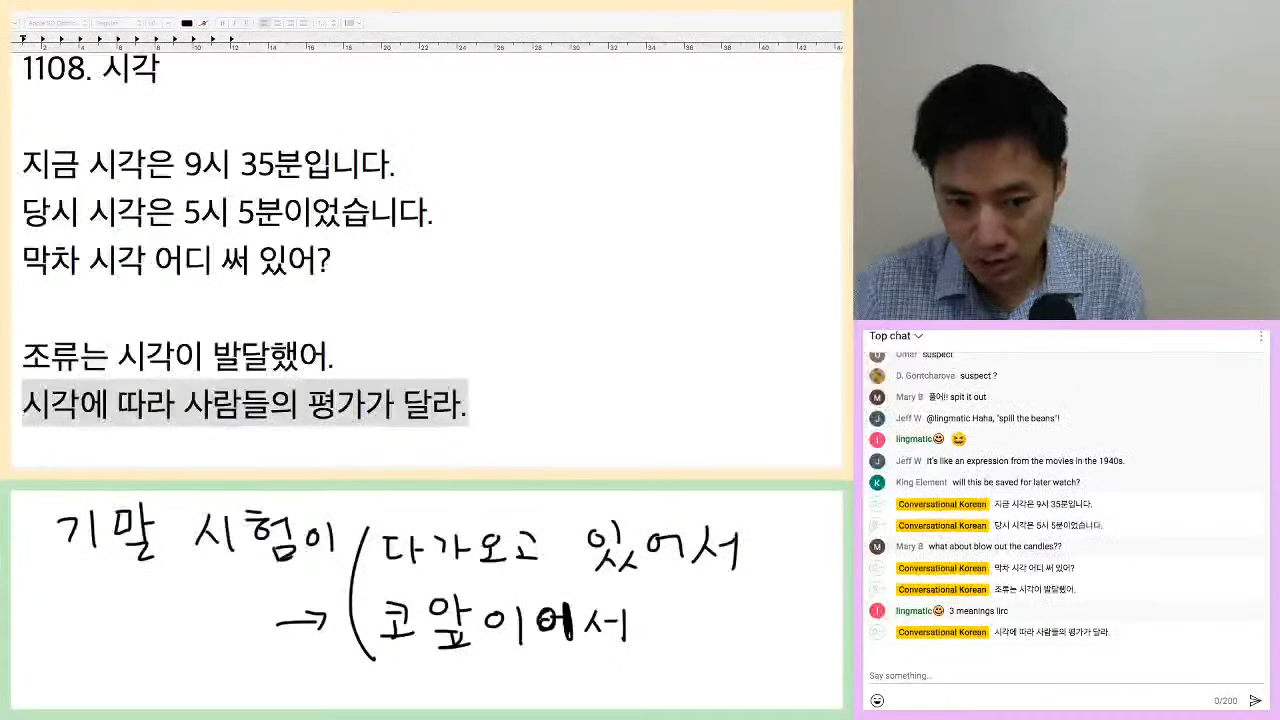 1108. 시각
지금 시각은 9시 35분입니다.
당시 시각은 5시 5분이었습니다.
막차 시각 어디 써 있어?
조류는 시각이 발달했어.
시각에 따라 사람들의 평가가 달라.
기말 시험이 ( 다가오고 있어서
→ ( 코앞이어서
Top chat
Omar suspect
D. Gontcharova suspect ?
Mary B 풀어!! spit it out
Jeff W @lingmatic Haha, "spill the beans"!
lingmatic
Jeff W It's like an expression from the movies in the 1940s.
King Element will this be saved for later watch?
Conversational Korean 지금 시각은 9시 35분입니다.
Conversational Korean 당시 시각은 5시 5분이었습니다.
Mary B what about blow out the candles??
Conversational Korean 막차 시각 어디 써 있어?
Conversational Korean 조류는 시각이 발달했어.
lingmatic 3 meanings iirc
Conversational Korean 시각에 따라 사람들의 평가가 달라.
Say something...
0/200